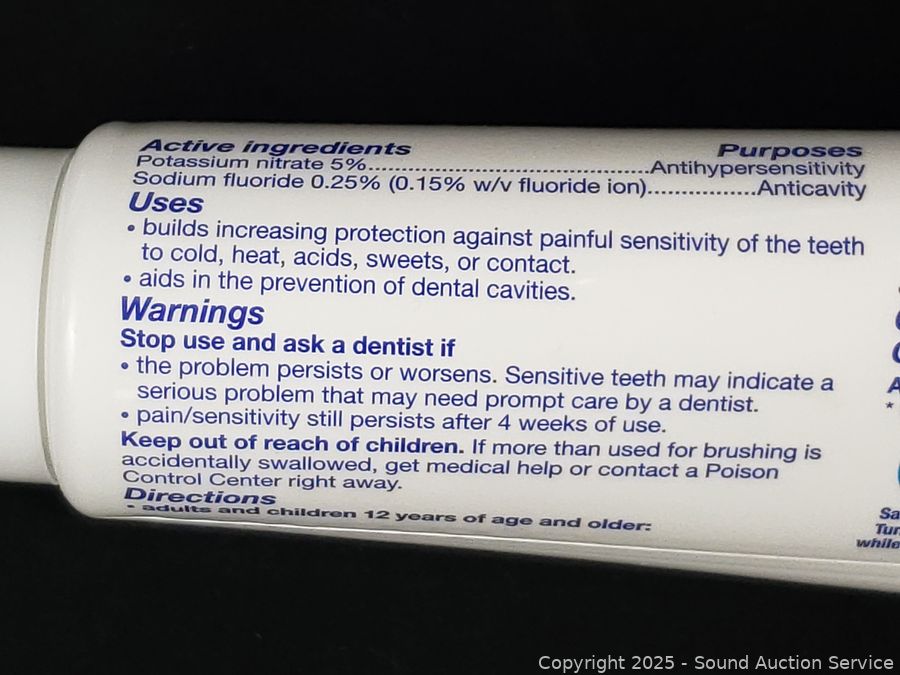 Active ingredients Purposes
Potassium nitrate 5%............................................Antihypersensitivity
Sodium fluoride 0.25% (0.15% w/v fluoride ion)................Anticavity
Uses
• builds increasing protection against painful sensitivity of the teeth
to cold, heat, acids, sweets, or contact.
• aids in the prevention of dental cavities.
Warnings
Stop use and ask a dentist if
• the problem persists or worsens. Sensitive teeth may indicate a
serious problem that may need prompt care by a dentist.
• pain/sensitivity still persists after 4 weeks of use.
Keep out of reach of children. If more than used for brushing is
accidentally swallowed, get medical help or contact a Poison
Control Center right away.
Directions
• adults and children 12 years of age and older:
while
Copyright 2025 - Sound Auction Service